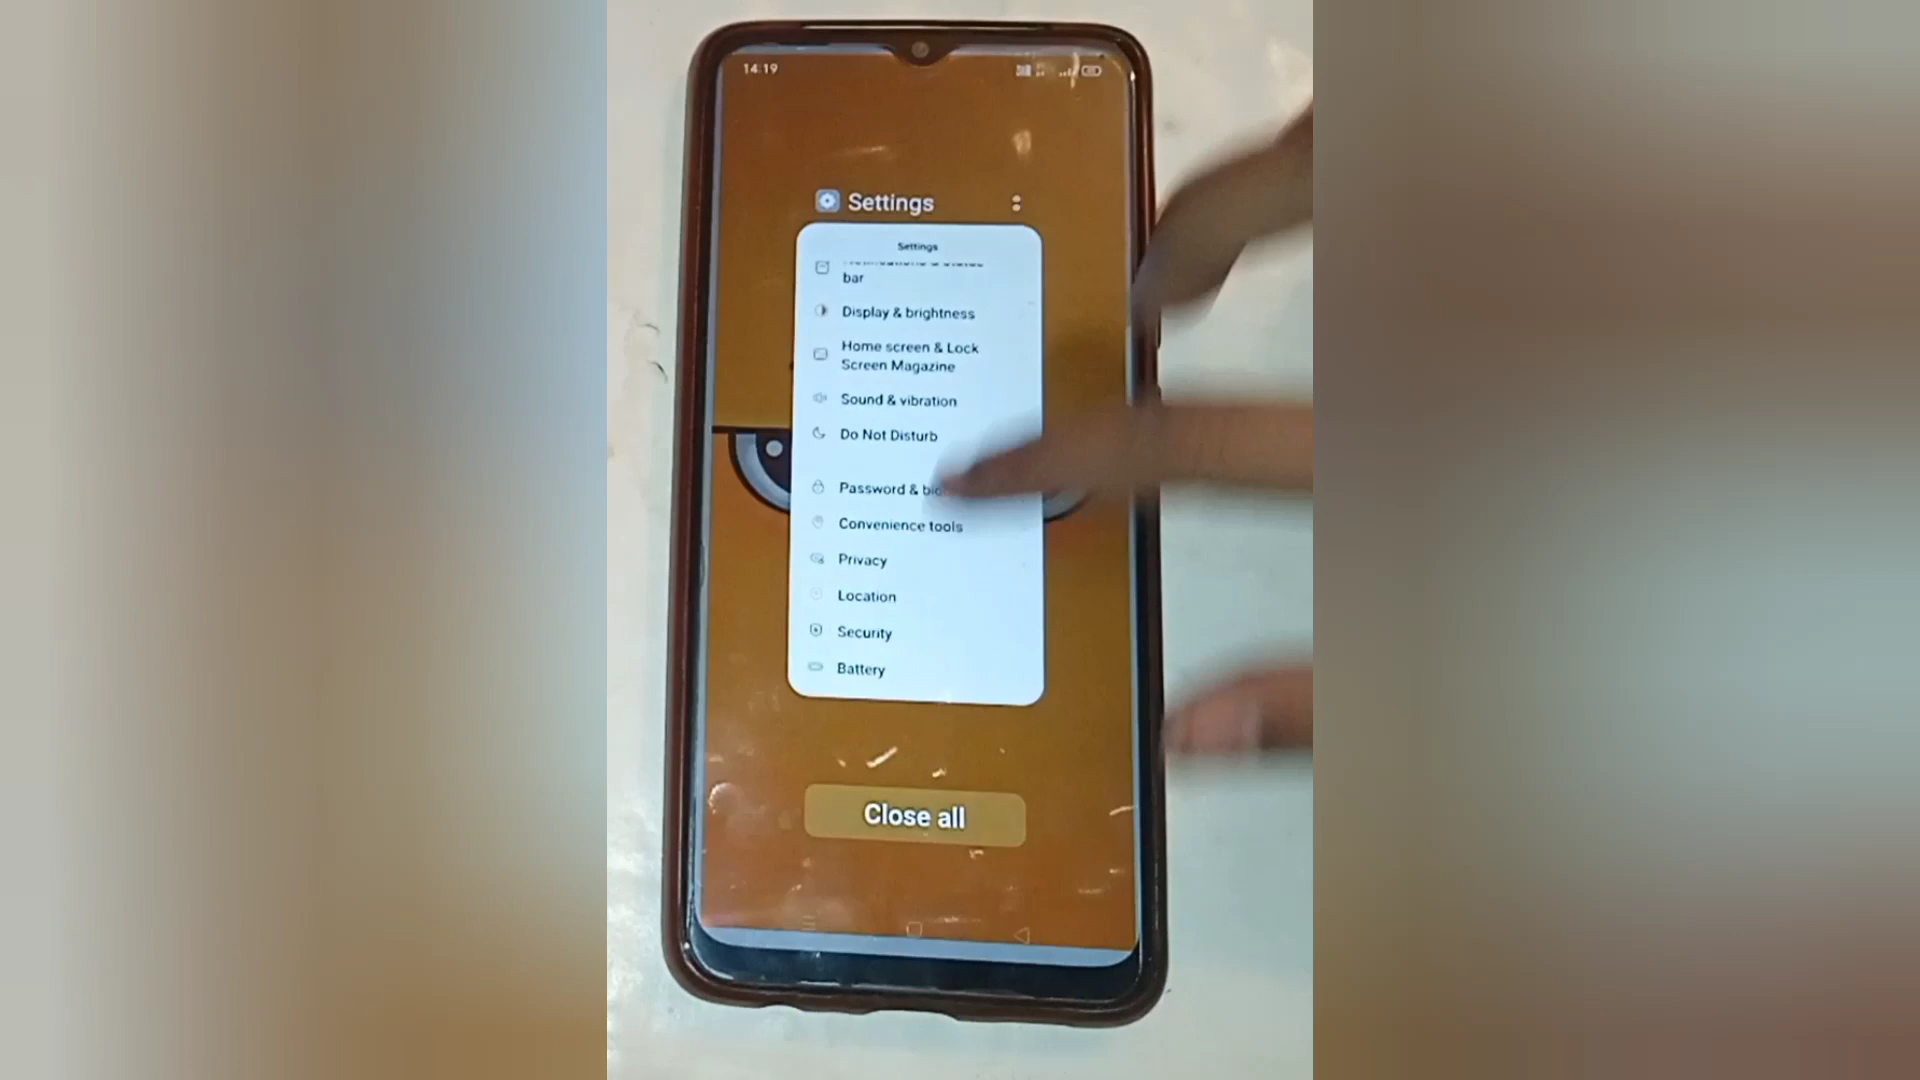 14:19
Settings
Settings
bar
Display & brightness
Home screen & Lock
Screen Magazine
Sound & vibration
Do Not Disturb
Password &
Convenience tools
Privacy
Location
Security
Battery
Close all